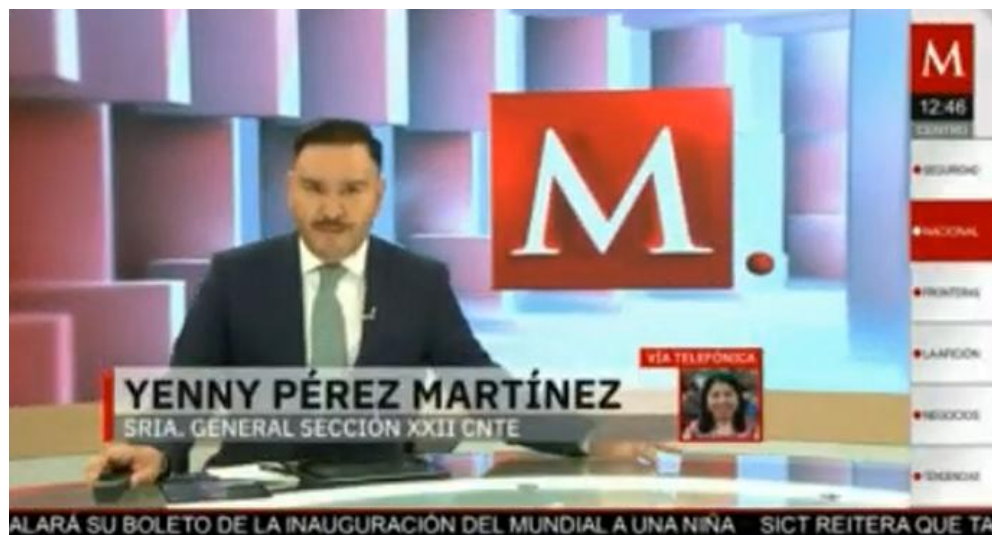 M
12:46
CENTRO
SEGURIDAD
NACIONAL
FRONTERAS
LA AFICIÓN
NEGOCIOS
TENDENCIAS
M.
VÍA TELEFÓNICA
YENNY PÉREZ MARTÍNEZ
SRIA. GENERAL SECCIÓN XXII CNTE
ALARÁ SU BOLETO DE LA INAUGURACIÓN DEL MUNDIAL A UNA NIÑA SICT REITERA QUE TA